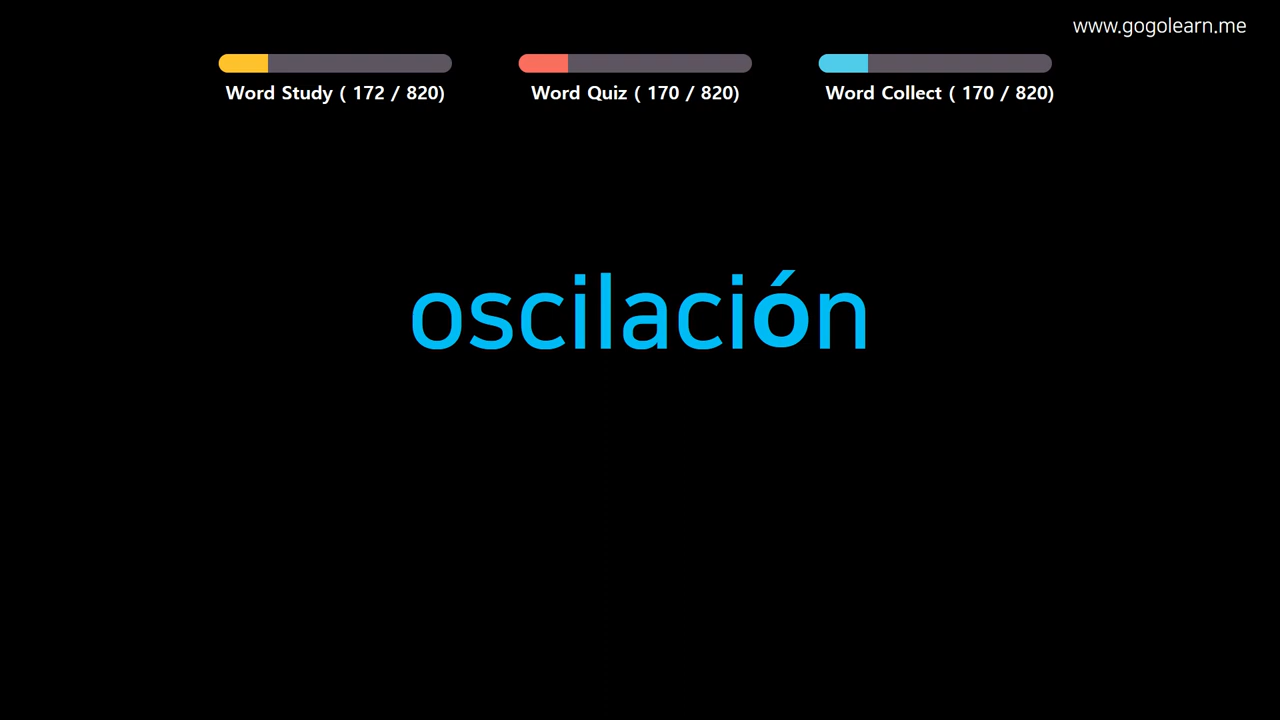 www.gogolearn.me
Word Study ( 172 / 820)
Word Quiz ( 170 / 820)
Word Collect ( 170 / 820)
oscilación